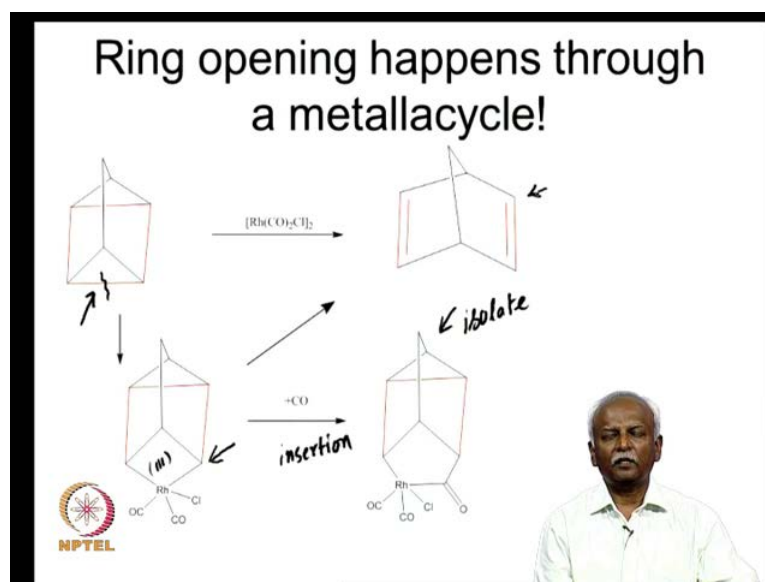 Ring opening happens through
a metallacycle!
[Rh(CO)2Cl]2
isolate
+CO
insertion
(III)
Rh
Cl
OC
CO
Rh
OC
CO
Cl
O
NPTEL